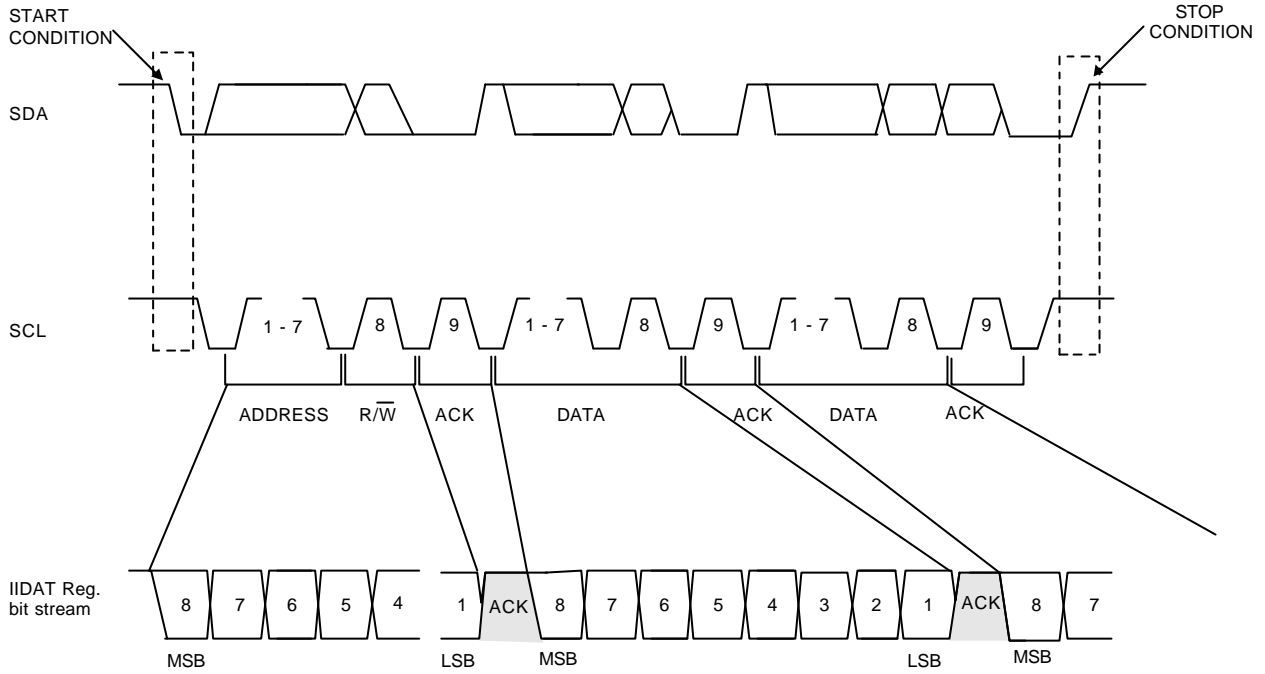 START
CONDITION
STOP
CONDITION
SDA
SCL
1 - 7 8 9 1 - 7 8 9 1 - 7 8 9
ADDRESS R/W̅ ACK DATA ACK DATA ACK
IIDAT Reg.
bit stream
8 7 6 5 4 1 ACK 8 7 6 5 4 3 2 1 ACK 8 7
MSB LSB MSB LSB MSB